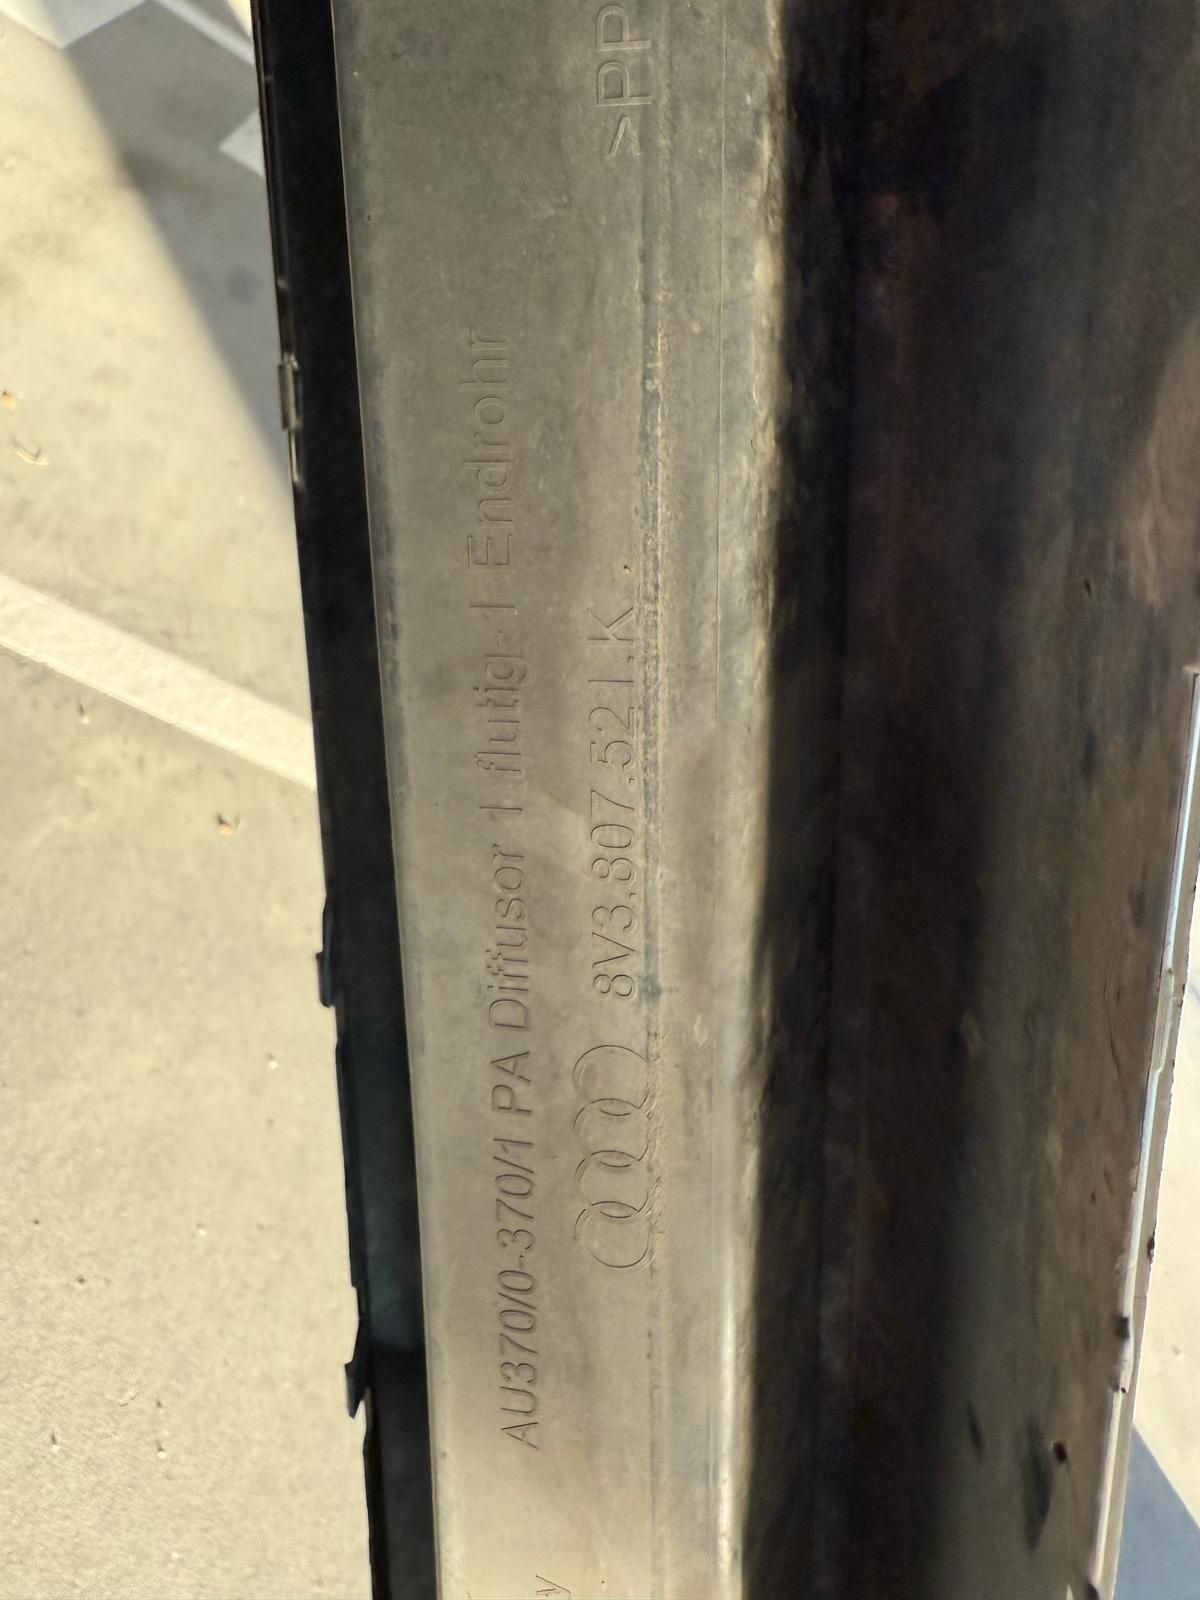 AU370/0-370/1 PA Diffusor 1 flutig-1 Endrohr
8V3.807.521.K
>PP